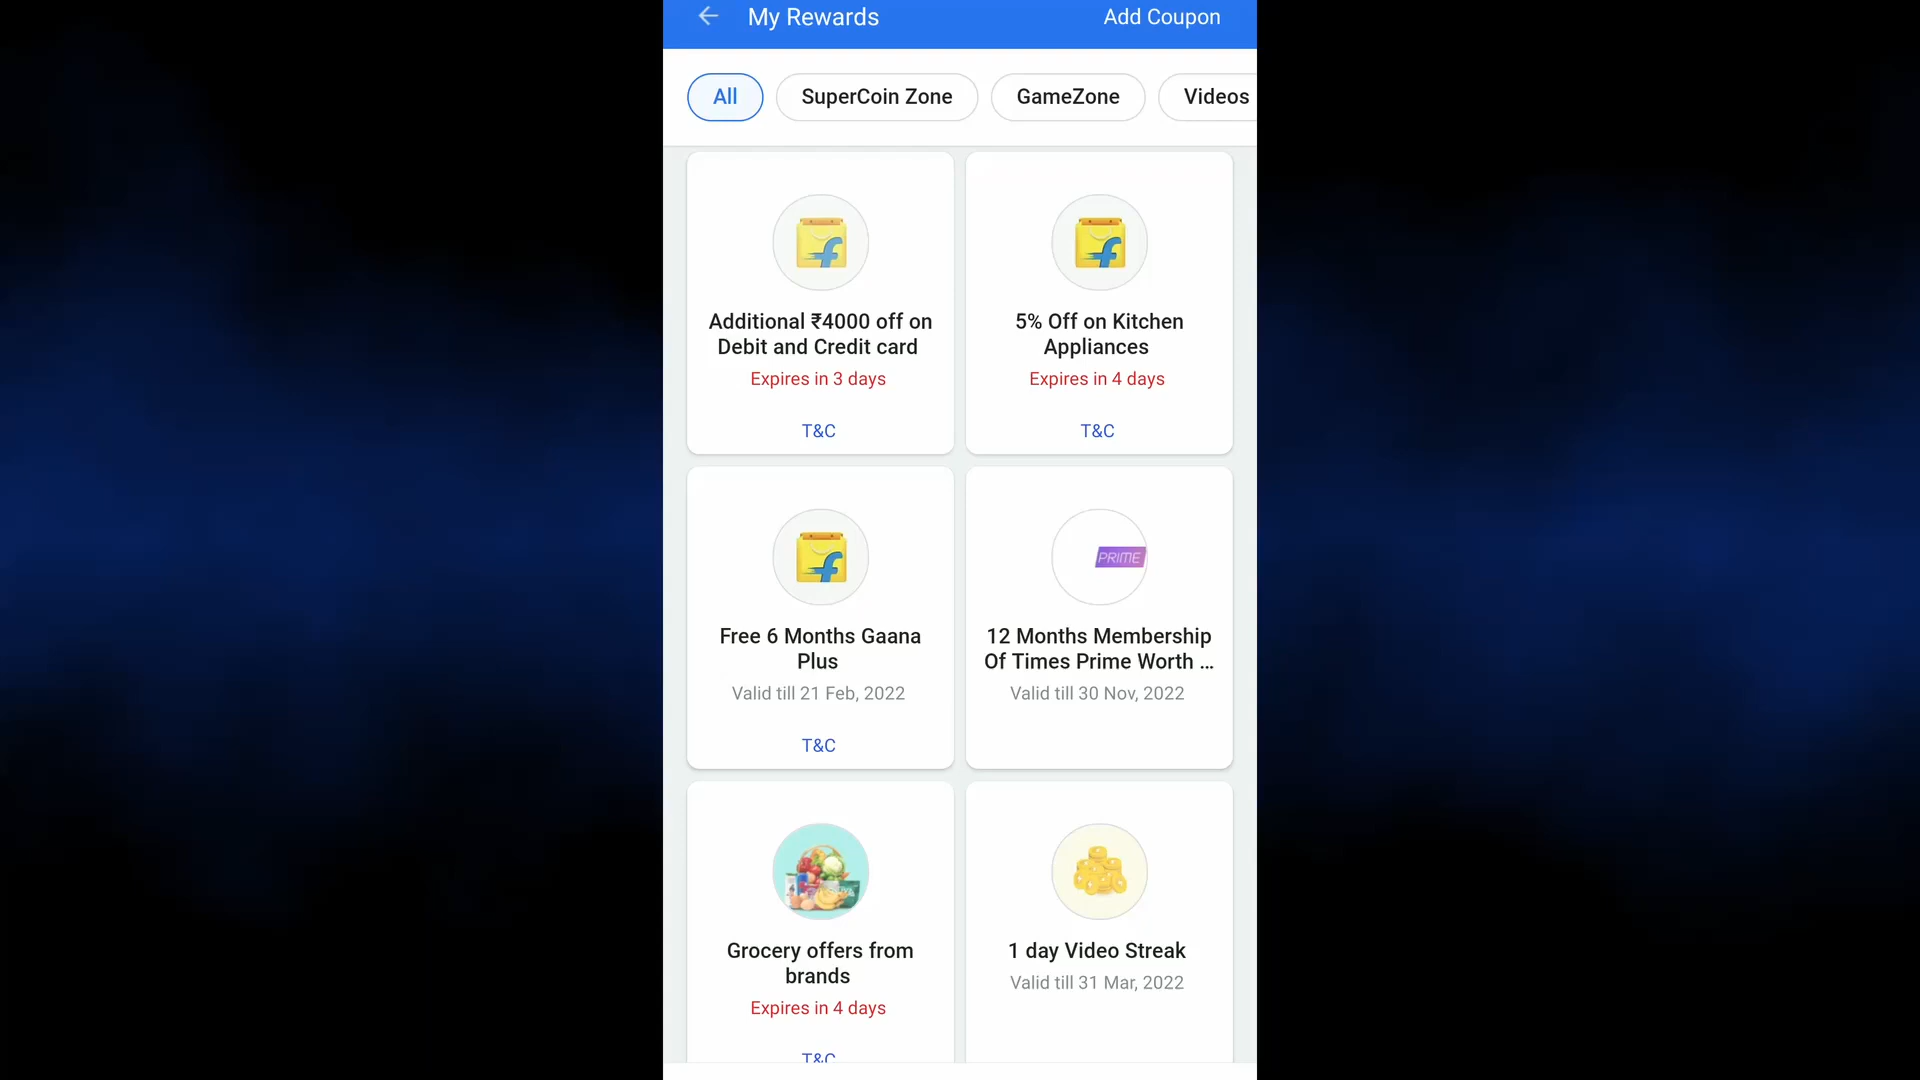 My Rewards
Add Coupon
All
SuperCoin Zone
GameZone
Videos
Additional ₹4000 off on
Debit and Credit card
Expires in 3 days
T&C
5% Off on Kitchen
Appliances
Expires in 4 days
T&C
Free 6 Months Gaana
Plus
Valid till 21 Feb, 2022
T&C
PRIME
12 Months Membership
Of Times Prime Worth ...
Valid till 30 Nov, 2022
Grocery offers from
brands
Expires in 4 days
T&C
1 day Video Streak
Valid till 31 Mar, 2022